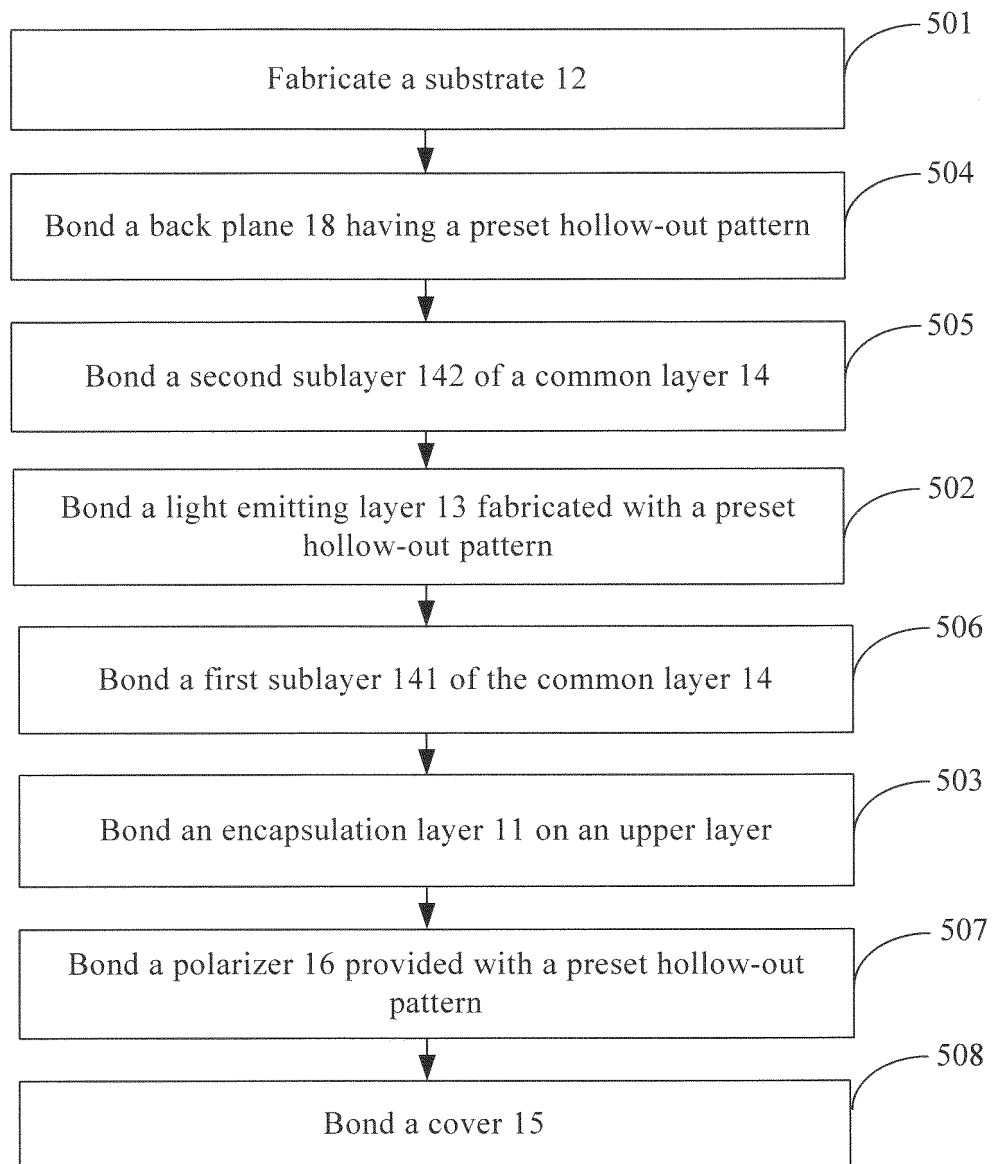 501
Fabricate a substrate 12
504
Bond a back plane 18 having a preset hollow-out pattern
505
Bond a second sublayer 142 of a common layer 14
502
Bond a light emitting layer 13 fabricated with a preset
hollow-out pattern
506
Bond a first sublayer 141 of the common layer 14
503
Bond an encapsulation layer 11 on an upper layer
507
Bond a polarizer 16 provided with a preset hollow-out
pattern
508
Bond a cover 15